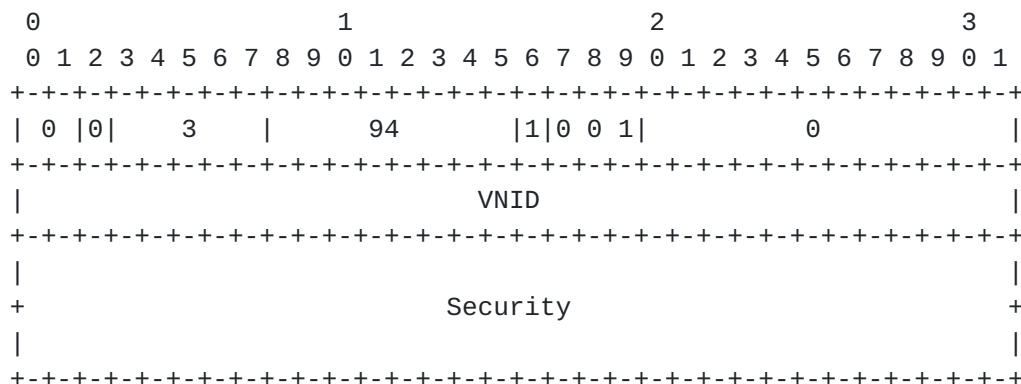 0                   1                   2                   3
 0 1 2 3 4 5 6 7 8 9 0 1 2 3 4 5 6 7 8 9 0 1 2 3 4 5 6 7 8 9 0 1
+-+-+-+-+-+-+-+-+-+-+-+-+-+-+-+-+-+-+-+-+-+-+-+-+-+-+-+-+-+-+-+-+
| 0 |0|    3    |      94       |1|0 0 1|          0            |
+-+-+-+-+-+-+-+-+-+-+-+-+-+-+-+-+-+-+-+-+-+-+-+-+-+-+-+-+-+-+-+-+
|                             VNID                              |
+-+-+-+-+-+-+-+-+-+-+-+-+-+-+-+-+-+-+-+-+-+-+-+-+-+-+-+-+-+-+-+-+
|                                                               |
+                           Security                            +
|                                                               |
+-+-+-+-+-+-+-+-+-+-+-+-+-+-+-+-+-+-+-+-+-+-+-+-+-+-+-+-+-+-+-+-+